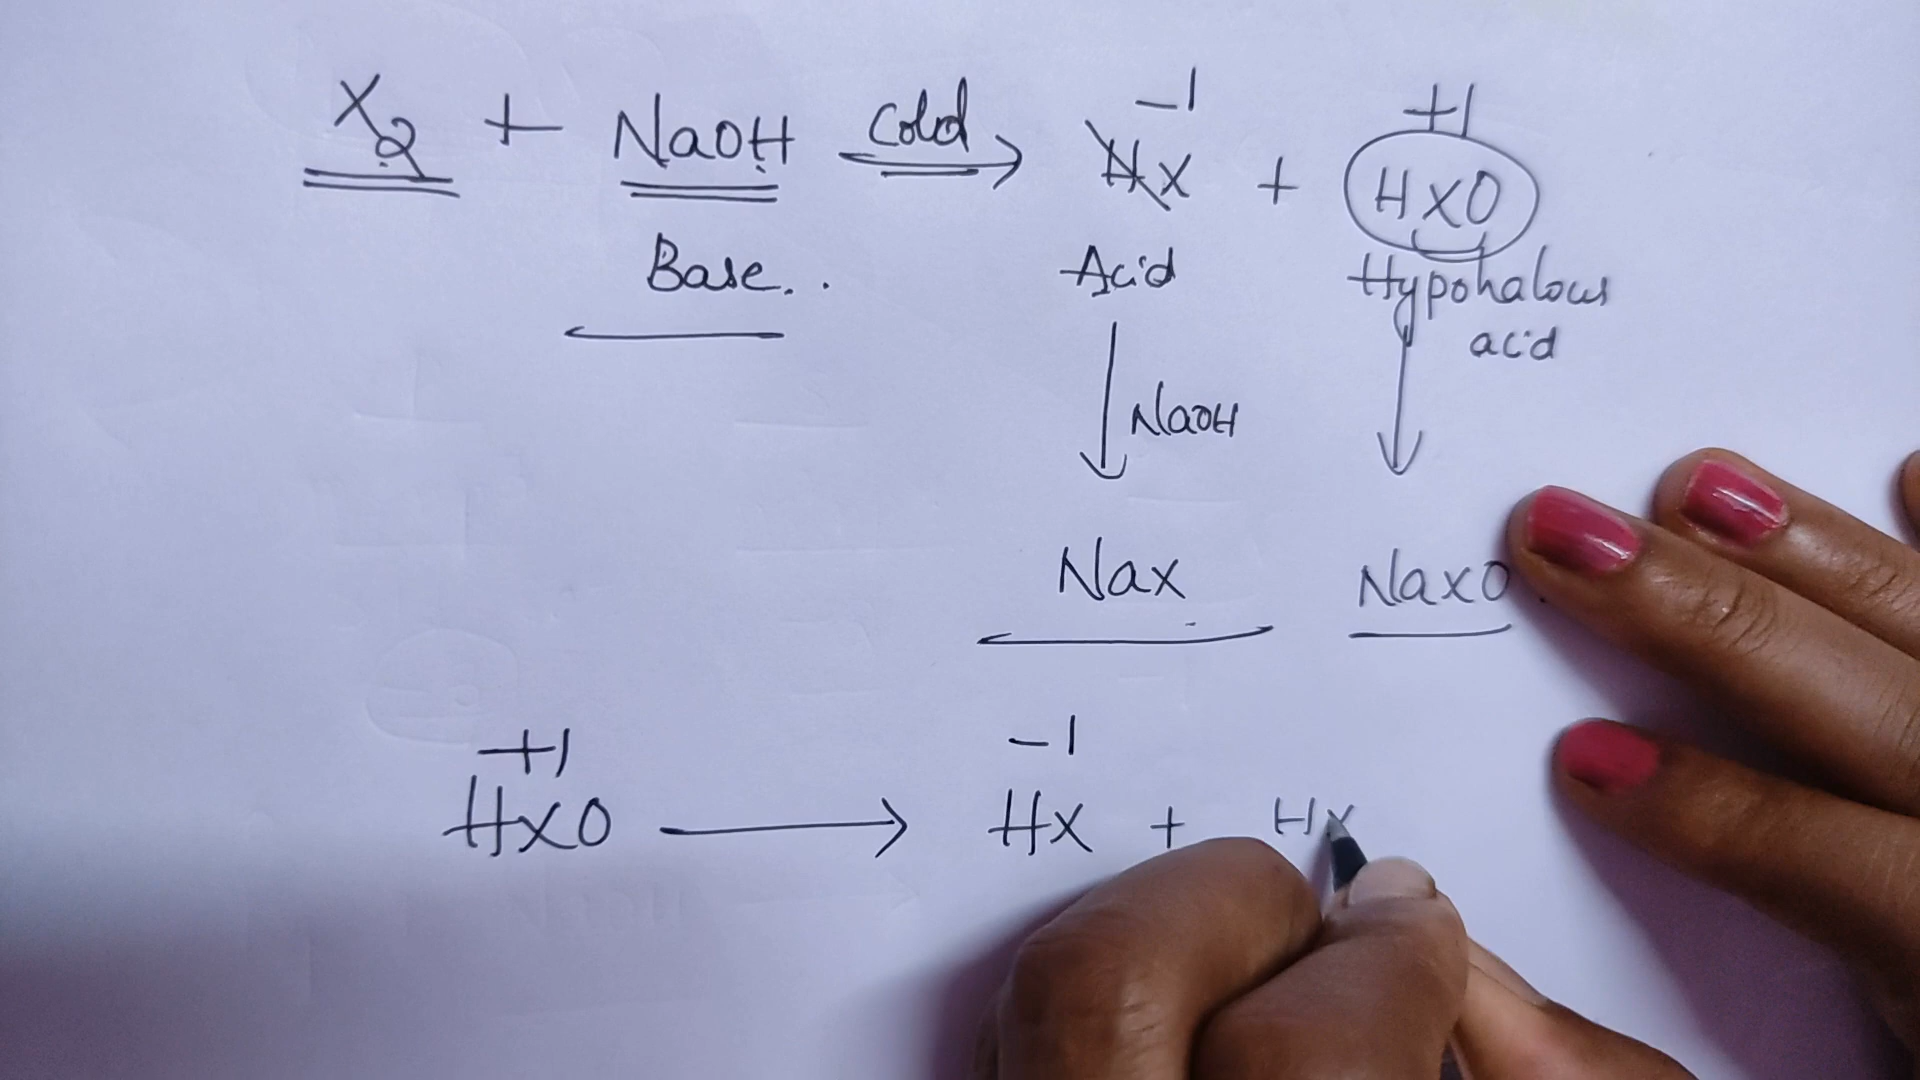 -1 +1
X2 + NaOH cold → HX + HXO
Base.. Acid Hypohalous
acid
NaOH
Nax NaxO
+1 -1
HXO → HX + HX